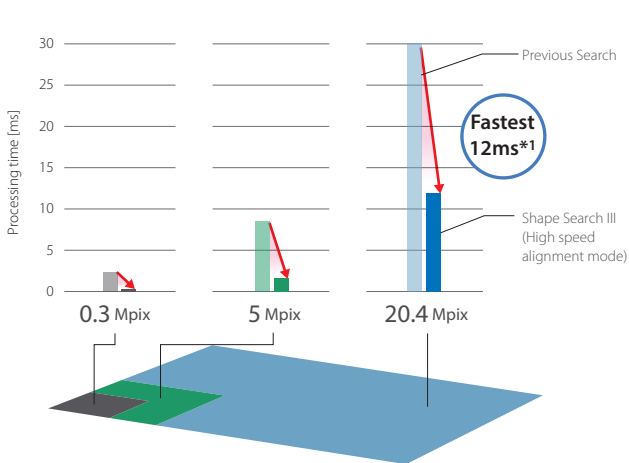 Processing time [ms]
30
25
20
15
10
5
0
Previous Search
Fastest
12ms*1
Shape Search III
(High speed
alignment mode)
0.3 Mpix
5 Mpix
20.4 Mpix